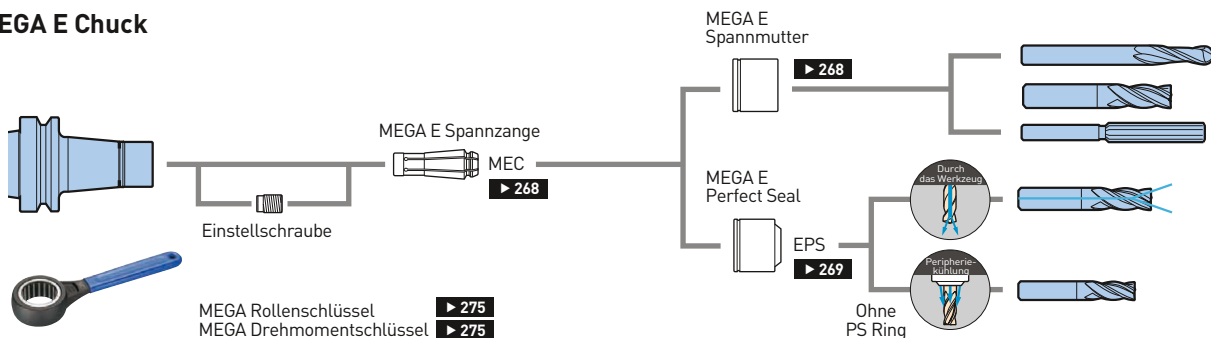 EGA E Chuck
MEGA E
Spannmutter
▶ 268
MEGA E Spannzange
MEC
▶ 268
Einstellschraube
MEGA E
Perfect Seal
EPS
▶ 269
Durch
das Werkzeug
Peripherie-
kühlung
Ohne
PS Ring
MEGA Rollenschlüssel ▶ 275
MEGA Drehmomentschlüssel ▶ 275